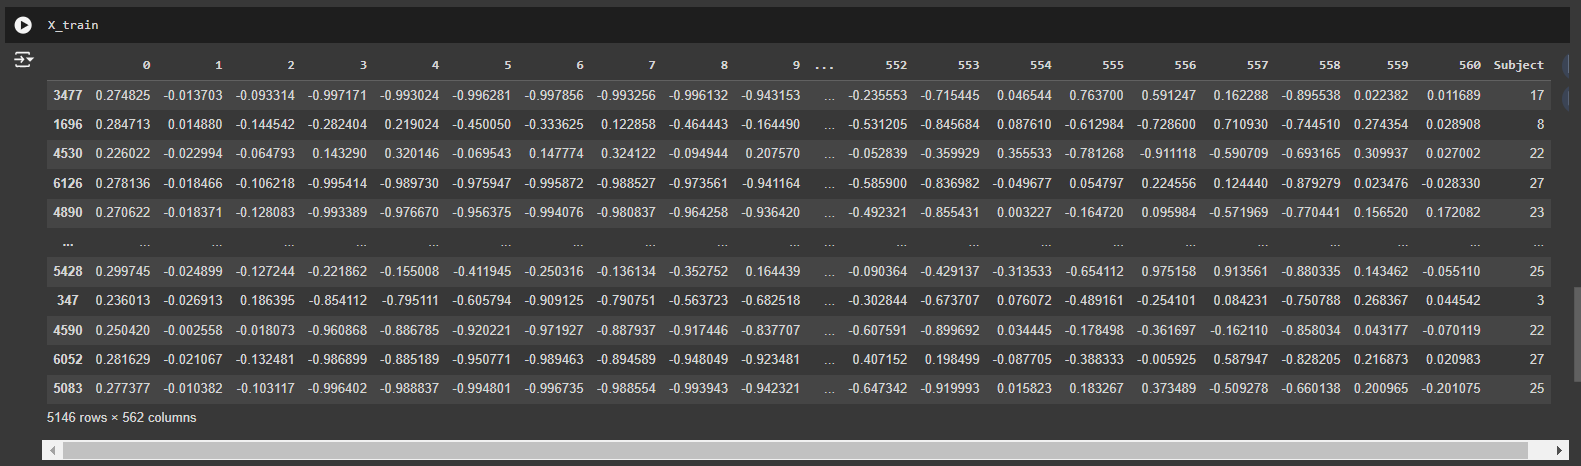 X_train
0 1 2 3 4 5 6 7 8 9 ... 552 553 554 555 556 557 558 559 560 Subject
3477 0.274825 -0.013703 -0.093314 -0.997171 -0.993024 -0.996281 -0.997856 -0.993256 -0.996132 -0.943153 ... -0.235553 -0.715445 0.046544 0.763700 0.591247 0.162288 -0.895538 0.022382 0.011689 17
1696 0.284713 0.014880 -0.144542 -0.282404 0.219024 -0.450050 -0.333625 0.122858 -0.464443 -0.164490 ... -0.531205 -0.845684 0.087610 -0.612984 -0.728600 0.710930 -0.744510 0.274354 0.028908 8
4530 0.226022 -0.022994 -0.064793 0.143290 0.320146 -0.069543 0.147774 0.324122 -0.094944 0.207570 ... -0.052839 -0.359929 0.355533 -0.781268 -0.911118 -0.590709 -0.693165 0.309937 0.027002 22
6126 0.278136 -0.018466 -0.106218 -0.995414 -0.989730 -0.975947 -0.995872 -0.988527 -0.973561 -0.941164 ... -0.585900 -0.836982 -0.049677 0.054797 0.224556 0.124440 -0.879279 0.023476 -0.028330 27
4890 0.270622 -0.018371 -0.128083 -0.993389 -0.976670 -0.956375 -0.994076 -0.980837 -0.964258 -0.936420 ... -0.492321 -0.855431 0.003227 -0.164720 0.095984 -0.571969 -0.770441 0.156520 0.172082 23
... ... ... ... ... ... ... ... ... ... ... ... ... ... ... ... ... ... ... ... ... ...
5428 0.299745 -0.024899 -0.127244 -0.221862 -0.155008 -0.411945 -0.250316 -0.136134 -0.352752 0.164439 ... -0.090364 -0.429137 -0.313533 -0.654112 0.975158 0.913561 -0.880335 0.143462 -0.055110 25
347 0.236013 -0.026913 0.186395 -0.854112 -0.795111 -0.605794 -0.909125 -0.790751 -0.563723 -0.682518 ... -0.302844 -0.673707 0.076072 -0.489161 -0.254101 0.084231 -0.750788 0.268367 0.044542 3
4590 0.250420 -0.002558 -0.018073 -0.960868 -0.886785 -0.920221 -0.971927 -0.887937 -0.917446 -0.837707 ... -0.607591 -0.899692 0.034445 -0.178498 -0.361697 -0.162110 -0.858034 0.043177 -0.070119 22
6052 0.281629 -0.021067 -0.132481 -0.986899 -0.885189 -0.950771 -0.989463 -0.894589 -0.948049 -0.923481 ... 0.407152 0.198499 -0.087705 -0.388333 -0.005925 0.587947 -0.828205 0.216873 0.020983 27
5083 0.277377 -0.010382 -0.103117 -0.996402 -0.988837 -0.994801 -0.996735 -0.988554 -0.993943 -0.942321 ... -0.647342 -0.919993 0.015823 0.183267 0.373489 -0.509278 -0.660138 0.200965 -0.201075 25
5146 rows × 562 columns